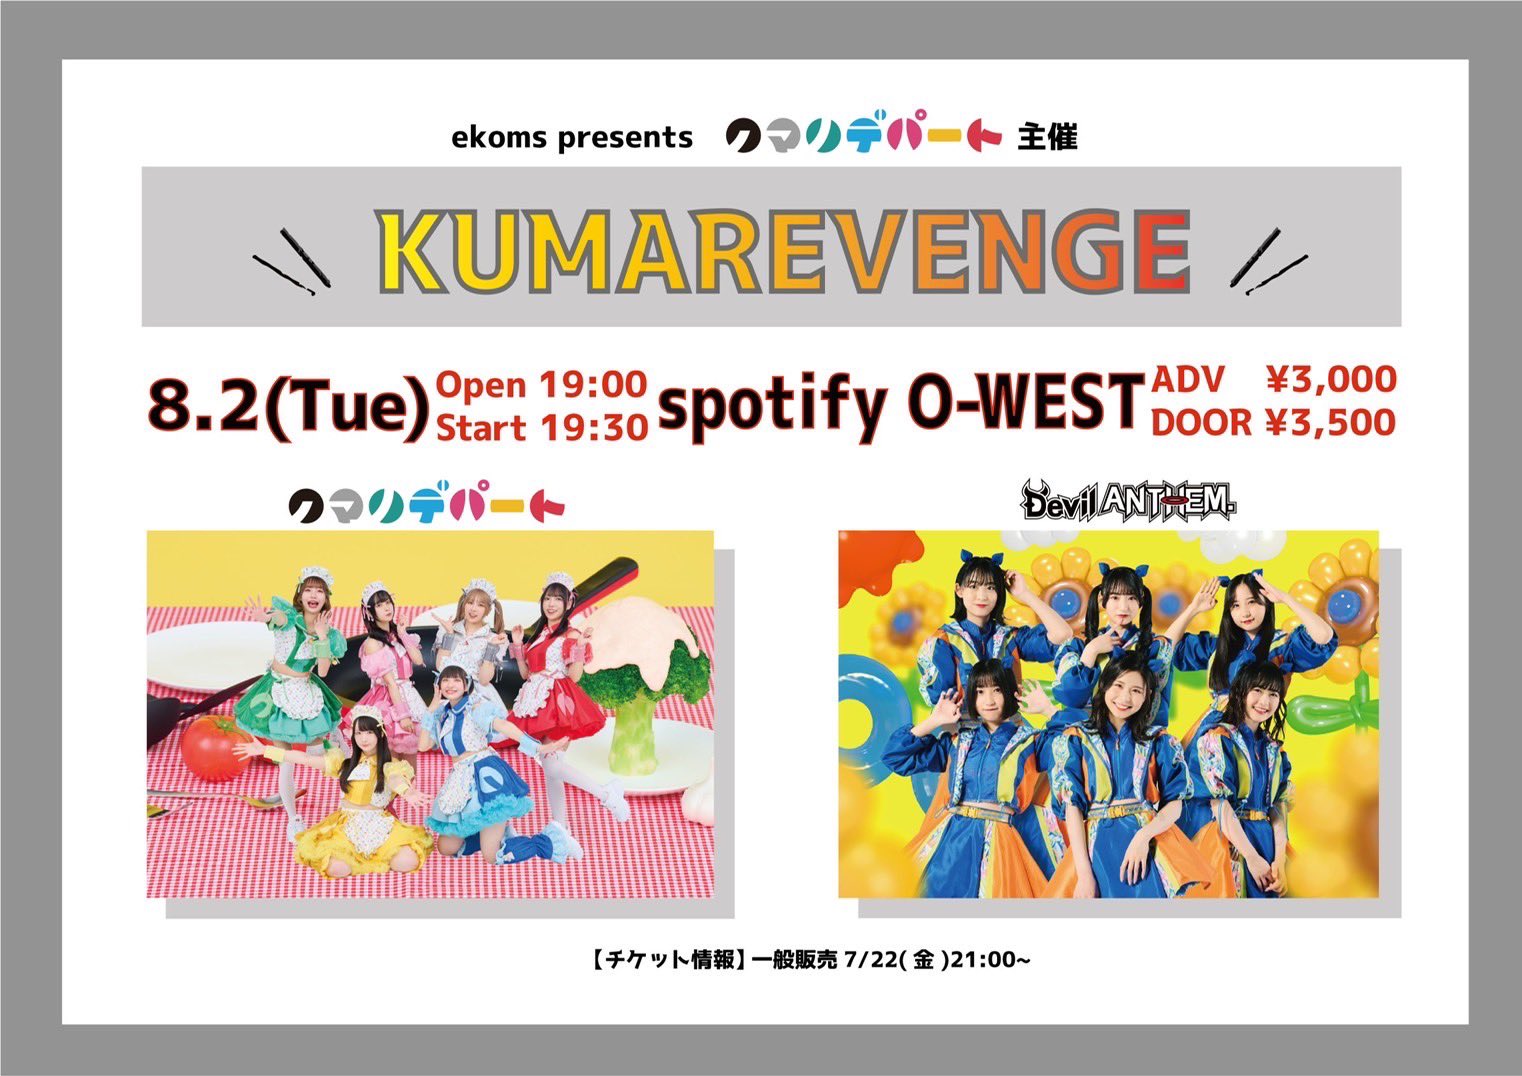 ekoms presents クマリデパート 主催
KUMAREVENGE
8.2(Tue)
Open 19:00
Start 19:30
spotify O-WEST
ADV ¥3,000
DOOR ¥3,500
クマリデパート
Devil ANTHEM.
【チケット情報】一般販売 7/22(金)21:00~